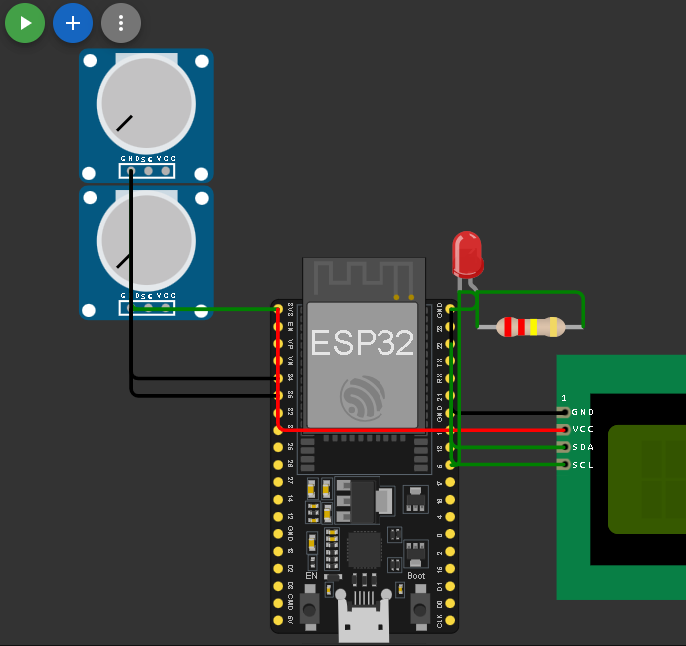 GND SIG VCC
GND SIG VCC
ESP32
3V3
EN
VP
VN
34
35
32
33
25
26
27
14
12
GND
13
D2
D3
CMD
5V
GND
23
22
TX
RX
21
GND
19
18
5
17
16
4
0
2
15
D1
D0
CLK
EN
Boot
1
GND
VCC
SDA
SCL